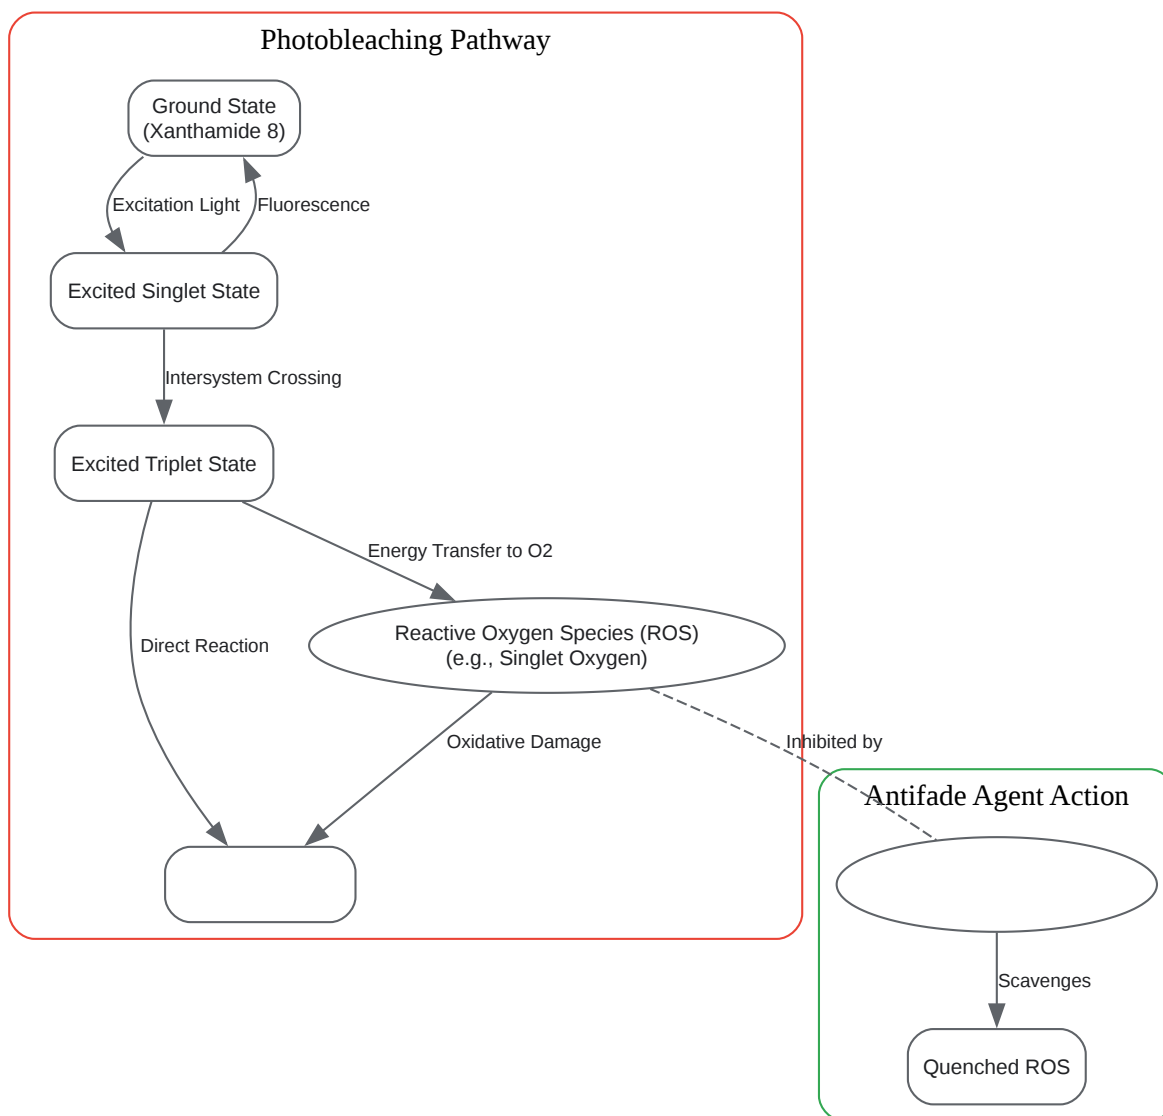 Photobleaching Pathway
Ground State
(Xanthamide 8)
Excitation Light
Fluorescence
Excited Singlet State
Intersystem Crossing
Excited Triplet State
Energy Transfer to O2
Reactive Oxygen Species (ROS)
(e.g., Singlet Oxygen)
Direct Reaction
Oxidative Damage
Inhibited by
Antifade Agent Action
Scavenges
Quenched ROS